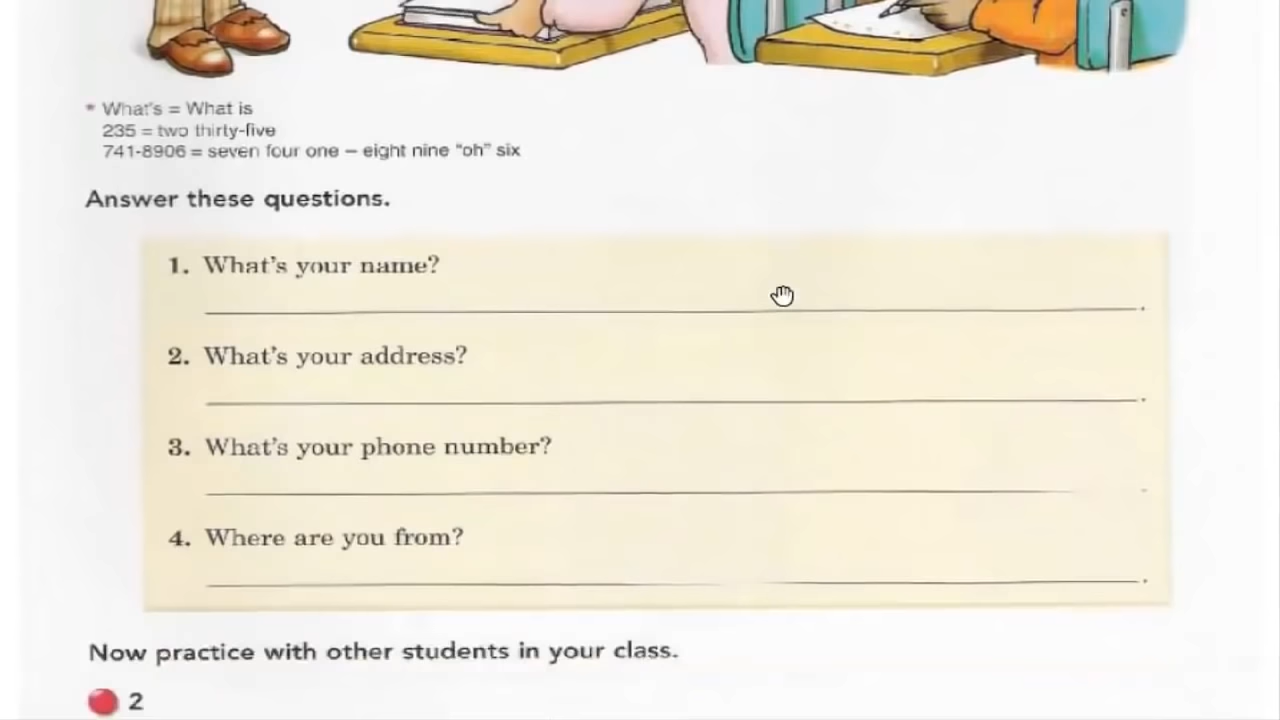 * What's = What is
235 = two thirty-five
741-8906 = seven four one – eight nine "oh" six
Answer these questions.
1. What's your name?
.
2. What's your address?
.
3. What's your phone number?
.
4. Where are you from?
.
Now practice with other students in your class.
2